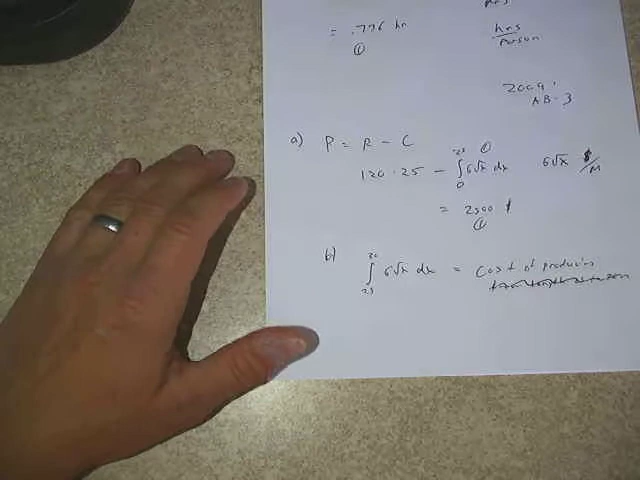 = .776 hr
①
hrs
person
2009
AB-3
a) P = R - C
120 · 25 - ∫₀²⁵ 6√x dx 6√x $/M
①
= 2500 $
①
b) ∫₂₅³⁰ 6√x dx = cost of producing